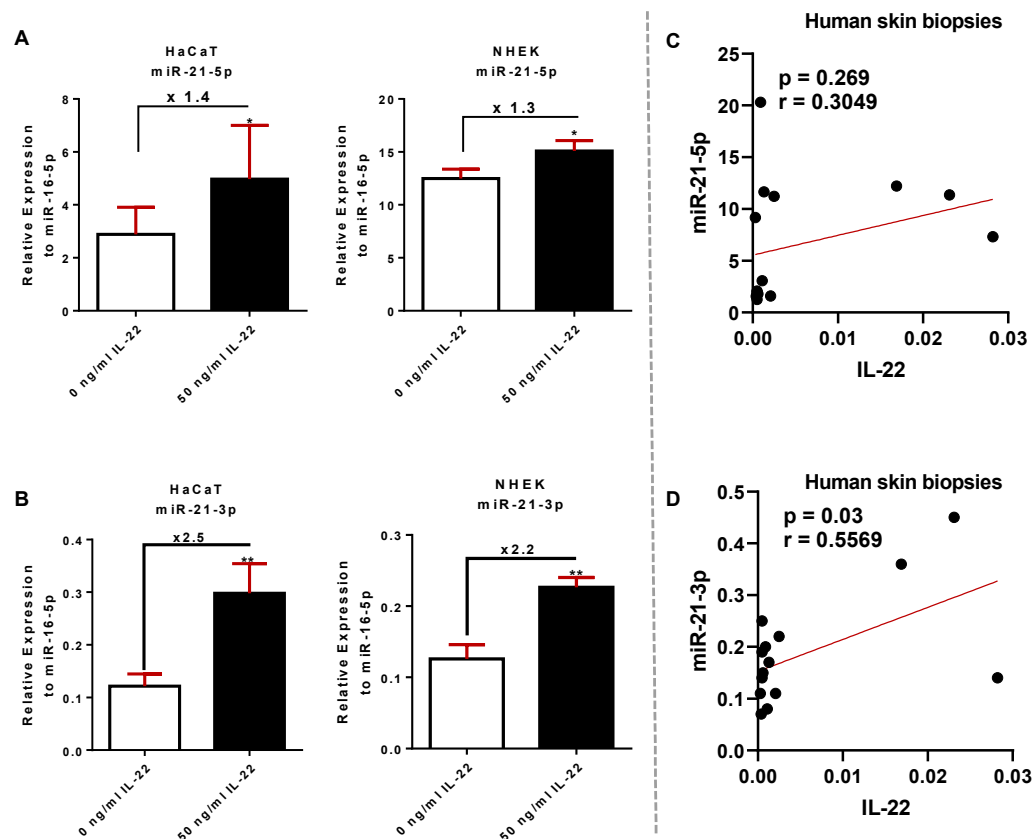 A
HaCaT
miR-21-5p
x 1.4
*
Relative Expression
to miR-16-5p
8
6
4
2
0
0 ng/ml IL-22
50 ng/ml IL-22
NHEK
miR-21-5p
x 1.3
*
Relative Expression
to miR-16-5p
20
15
10
5
0
0 ng/ml IL-22
50 ng/ml IL-22
B
HaCaT
miR-21-3p
x2.5
**
Relative Expression
to miR-16-5p
0.4
0.3
0.2
0.1
0.0
0 ng/ml IL-22
50 ng/ml IL-22
NHEK
miR-21-3p
x2.2
**
Relative Expression
to miR-16-5p
0.3
0.2
0.1
0.0
0 ng/ml IL-22
50 ng/ml IL-22
C
Human skin biopsies
p = 0.269
r = 0.3049
miR-21-5p
25
20
15
10
5
0
0.00 0.01 0.02 0.03
IL-22
D
Human skin biopsies
p = 0.03
r = 0.5569
miR-21-3p
0.5
0.4
0.3
0.2
0.1
0.0
0.00 0.01 0.02 0.03
IL-22